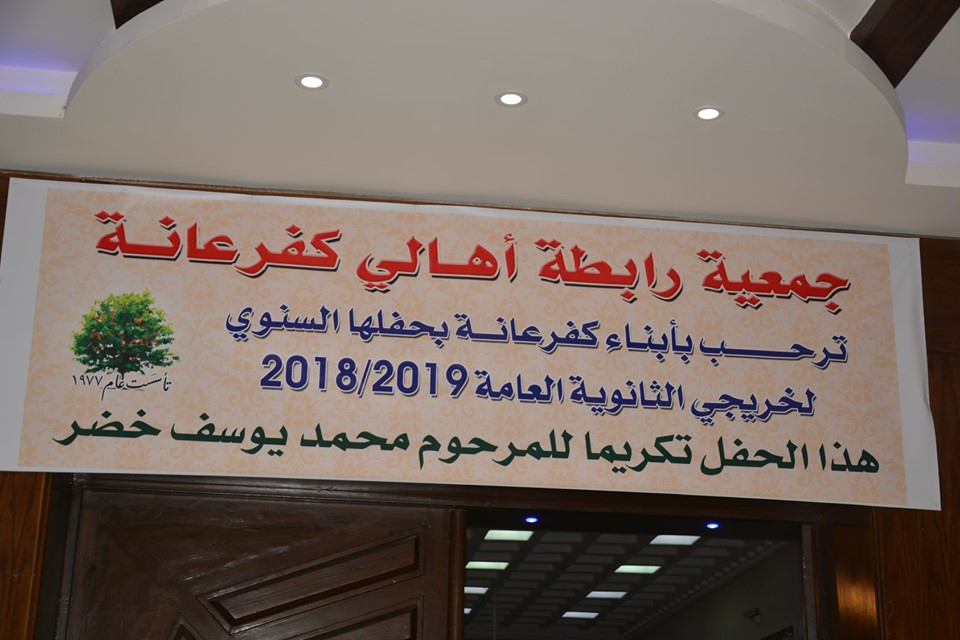 جمعية رابطة أهالي كفرعانة
ترحب بأبناء كفرعانة بحفلها السنوي
لخريجي الثانوية العامة 2018/2019
هذا الحفل تكريما للمرحوم محمد يوسف خضر
تأسست عام ١٩٧٧